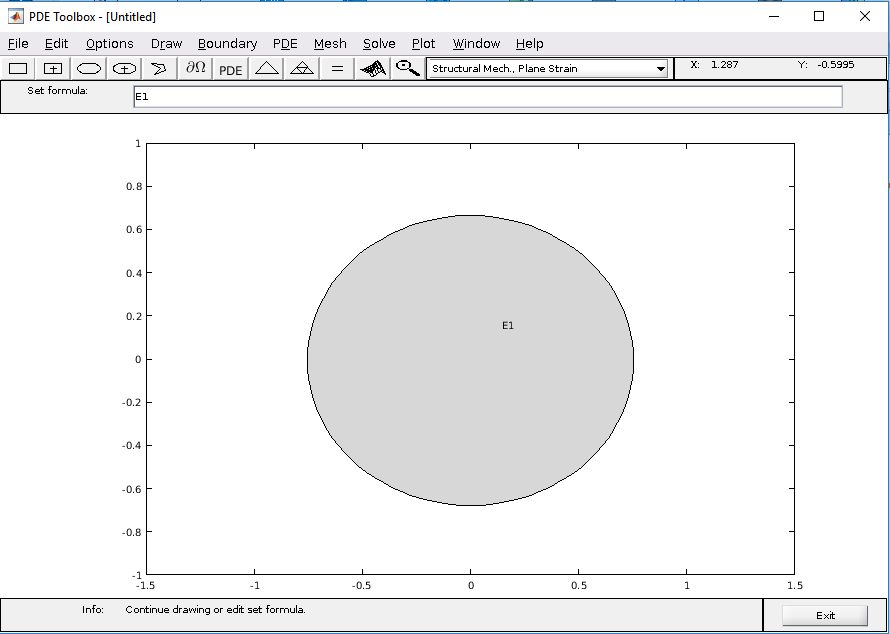 PDE Toolbox - [Untitled]
File Edit Options Draw Boundary PDE Mesh Solve Plot Window Help
∂Ω PDE = Structural Mech., Plane Strain X: 1.287 Y: -0.5995
Set formula: E1
1
0.8
0.6
0.4
0.2
E1
0
-0.2
-0.4
-0.6
-0.8
-1
-1.5 -1 -0.5 0 0.5 1 1.5
Info: Continue drawing or edit set formula. Exit